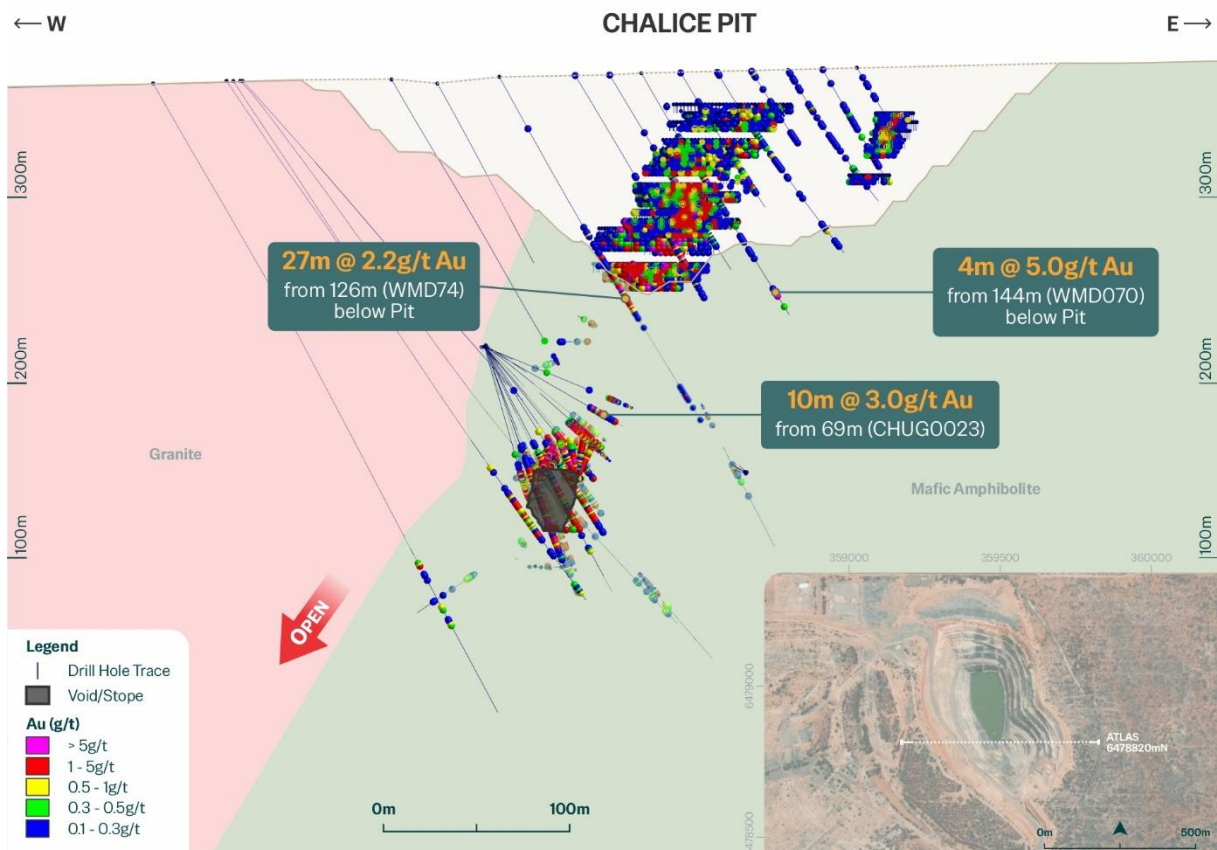 ← W
CHALICE PIT
E →
300m
300m
27m @ 2.2g/t Au
from 126m (WMD74)
below Pit
4m @ 5.0g/t Au
from 144m (WMD070)
below Pit
200m
200m
10m @ 3.0g/t Au
from 69m (CHUG0023)
Granite
Mafic Amphibolite
100m
100m
359000
359500
360000
OPEN
Legend
Drill Hole Trace
Void/Stope
Au (g/t)
> 5g/t
1 - 5g/t
0.5 - 1g/t
0.3 - 0.5g/t
0.1 - 0.3g/t
0m
100m
6479000
ATLAS
6478820mN
6478500
0m
500m